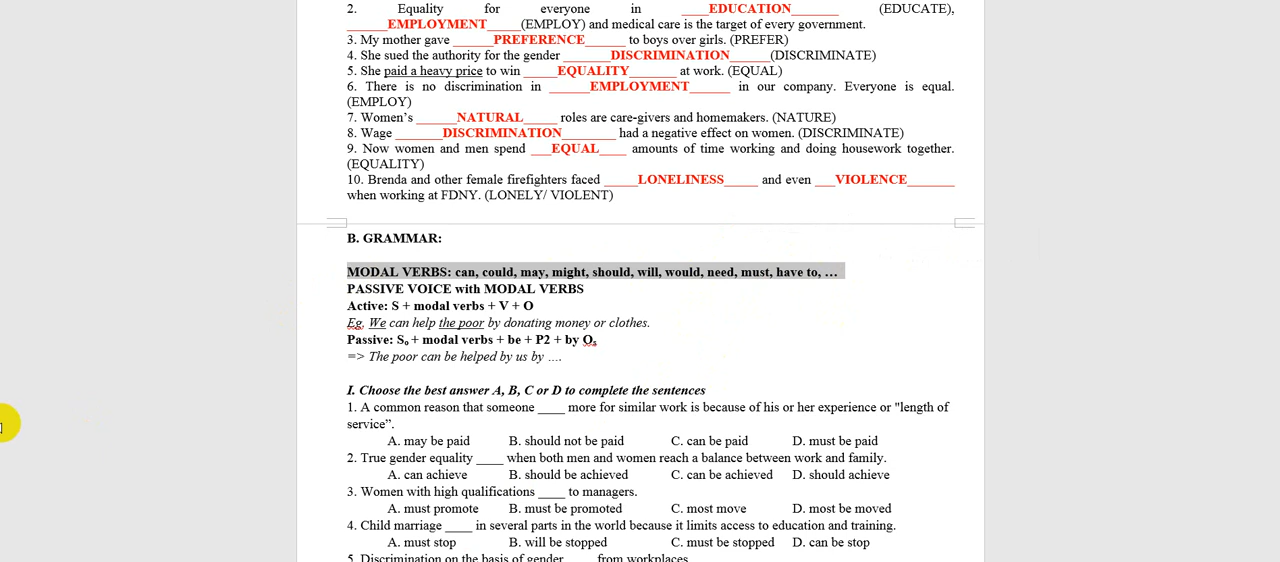 2. Equality for everyone in ____EDUCATION_______ (EDUCATE),
______EMPLOYMENT_____(EMPLOY) and medical care is the target of every government.
3. My mother gave ______PREFERENCE______ to boys over girls. (PREFER)
4. She sued the authority for the gender _______DISCRIMINATION______(DISCRIMINATE)
5. She paid a heavy price to win _____EQUALITY_______ at work. (EQUAL)
6. There is no discrimination in ______EMPLOYMENT______ in our company. Everyone is equal.
(EMPLOY)
7. Women’s ______NATURAL_____ roles are care-givers and homemakers. (NATURE)
8. Wage _______DISCRIMINATION________ had a negative effect on women. (DISCRIMINATE)
9. Now women and men spend ___EQUAL____ amounts of time working and doing housework together.
(EQUALITY)
10. Brenda and other female firefighters faced _____LONELINESS_____ and even ___VIOLENCE_______
when working at FDNY. (LONELY/ VIOLENT)
B. GRAMMAR:
MODAL VERBS: can, could, may, might, should, will, would, need, must, have to, …
PASSIVE VOICE with MODAL VERBS
Active: S + modal verbs + V + O
Eg. We can help the poor by donating money or clothes.
Passive: So + modal verbs + be + P2 + by Os
=> The poor can be helped by us by ….
I. Choose the best answer A, B, C or D to complete the sentences
1. A common reason that someone ____ more for similar work is because of his or her experience or "length of
service”.
A. may be paid B. should not be paid C. can be paid D. must be paid
2. True gender equality ____ when both men and women reach a balance between work and family.
A. can achieve B. should be achieved C. can be achieved D. should achieve
3. Women with high qualifications ____ to managers.
A. must promote B. must be promoted C. most move D. most be moved
4. Child marriage ____ in several parts in the world because it limits access to education and training.
A. must stop B. will be stopped C. must be stopped D. can be stop
5. Discrimination on the basis of gender ____ from workplaces.